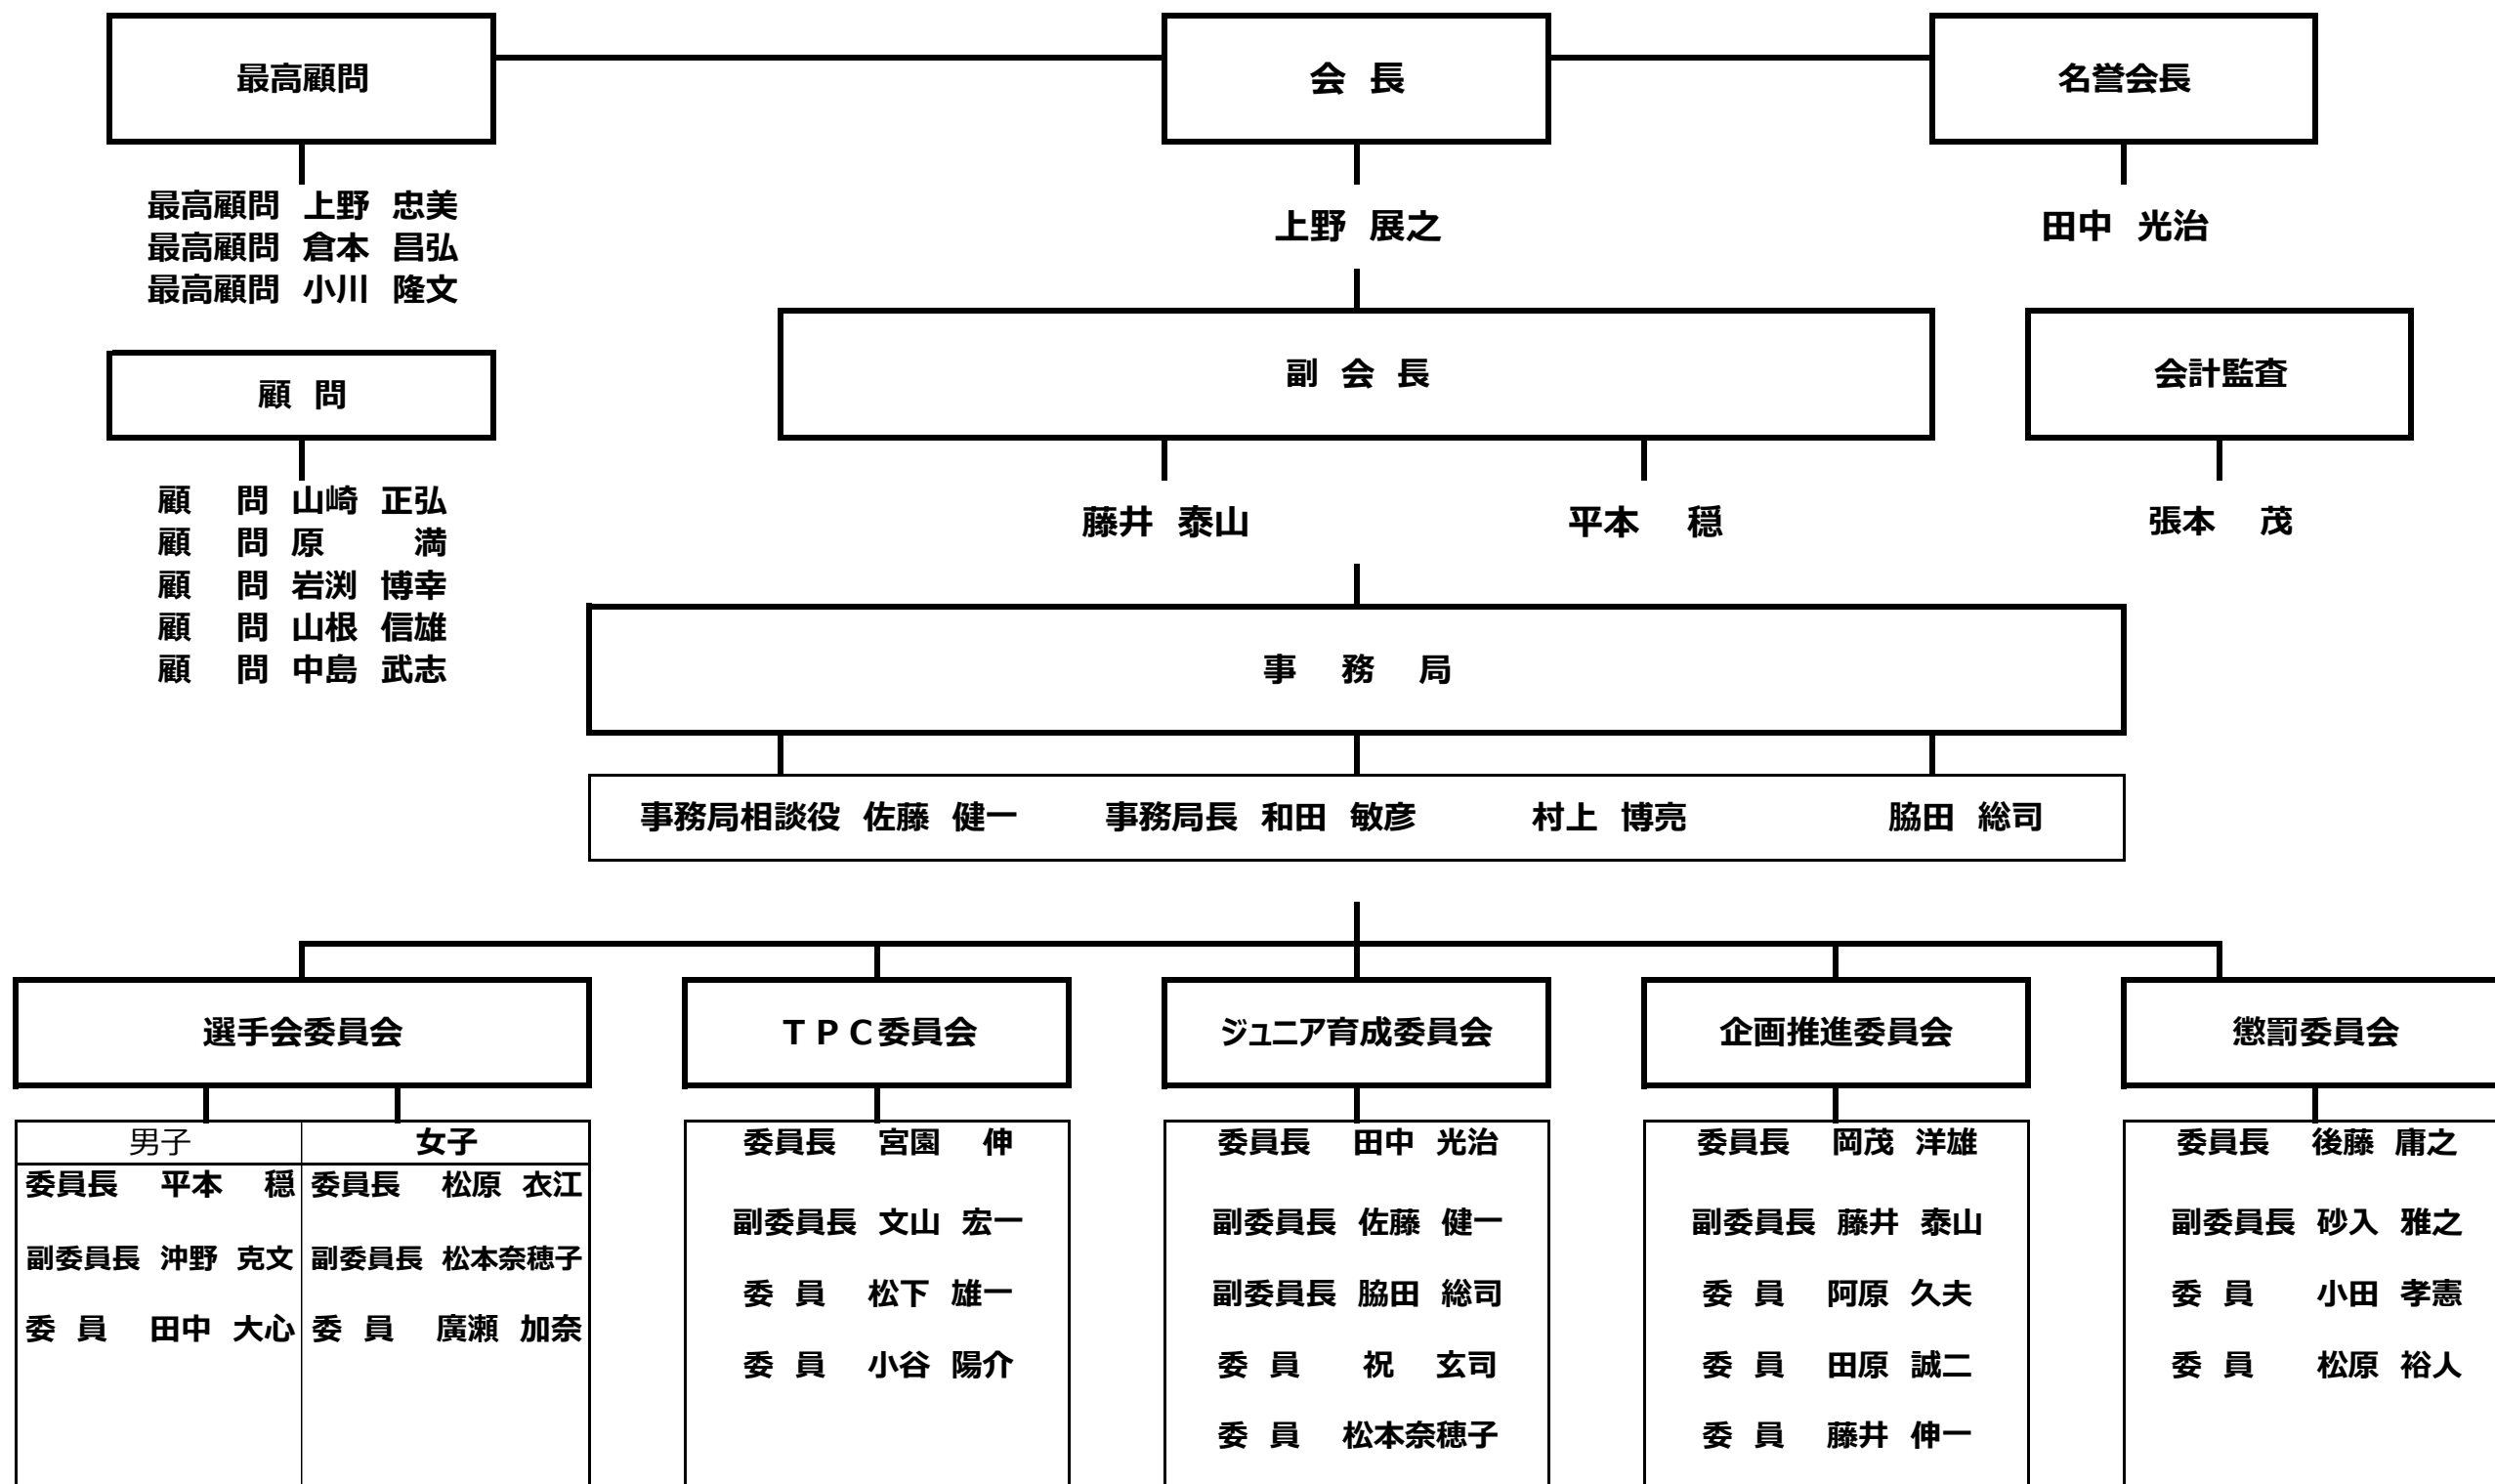 最高顧問
会 長
名誉会長
最高顧問 上野 忠美
最高顧問 倉本 昌弘
最高顧問 小川 隆文
上野 展之
田中 光治
顧 問
副 会 長
会計監査
顧 問 山崎 正弘
顧 問 原 満
顧 問 岩渕 博幸
顧 問 山根 信雄
顧 問 中島 武志
藤井 泰山
平本 穏
張本 茂
事 務 局
事務局相談役 佐藤 健一 事務局長 和田 敏彦 村上 博亮 脇田 総司
選手会委員会
ＴＰＣ委員会
ジュニア育成委員会
企画推進委員会
懲罰委員会
男子
委員長 平本 穏
副委員長 沖野 克文
委 員 田中 大心
女子
委員長 松原 衣江
副委員長 松本奈穂子
委 員 廣瀬 加奈
委員長 宮園 伸
副委員長 文山 宏一
委 員 松下 雄一
委 員 小谷 陽介
委員長 田中 光治
副委員長 佐藤 健一
副委員長 脇田 総司
委 員 祝 玄司
委 員 松本奈穂子
委員長 岡茂 洋雄
副委員長 藤井 泰山
委 員 阿原 久夫
委 員 田原 誠二
委 員 藤井 伸一
委員長 後藤 庸之
副委員長 砂入 雅之
委 員 小田 孝憲
委 員 松原 裕人